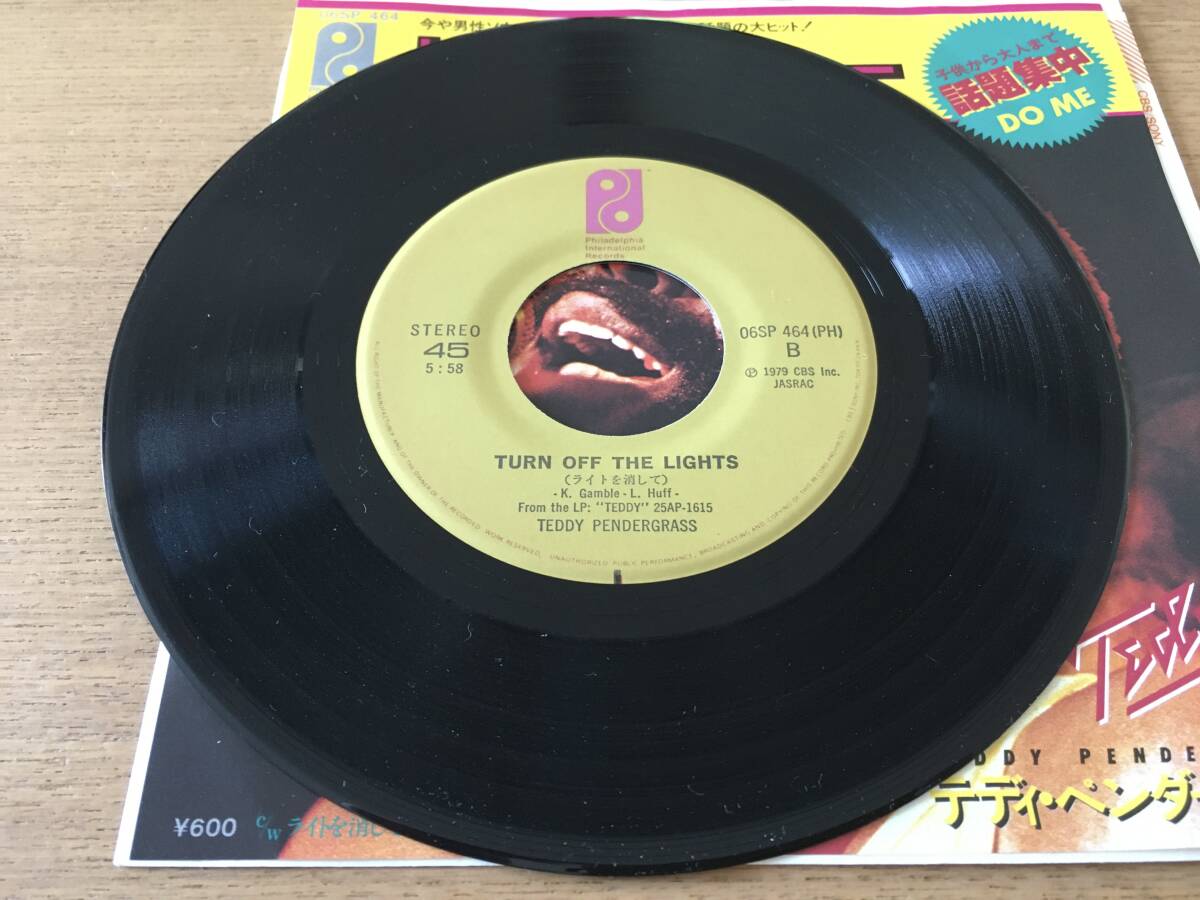 06SP 464
今や男性ソ
話題の大ヒット!
子供から大人まで
話題集中
DO ME
CBS/SONY
Philadelphia
International
Records
STEREO
45
5:58
06SP 464(PH)
B
℗ 1979 CBS Inc.
JASRAC
TURN OFF THE LIGHTS
(ライトを消して)
-K. Gamble-L. Huff-
From the LP: "TEDDY" 25AP-1615
TEDDY PENDERGRASS
DDY PENDE
テディ・ペンダ
¥600
c/w ライトを消して